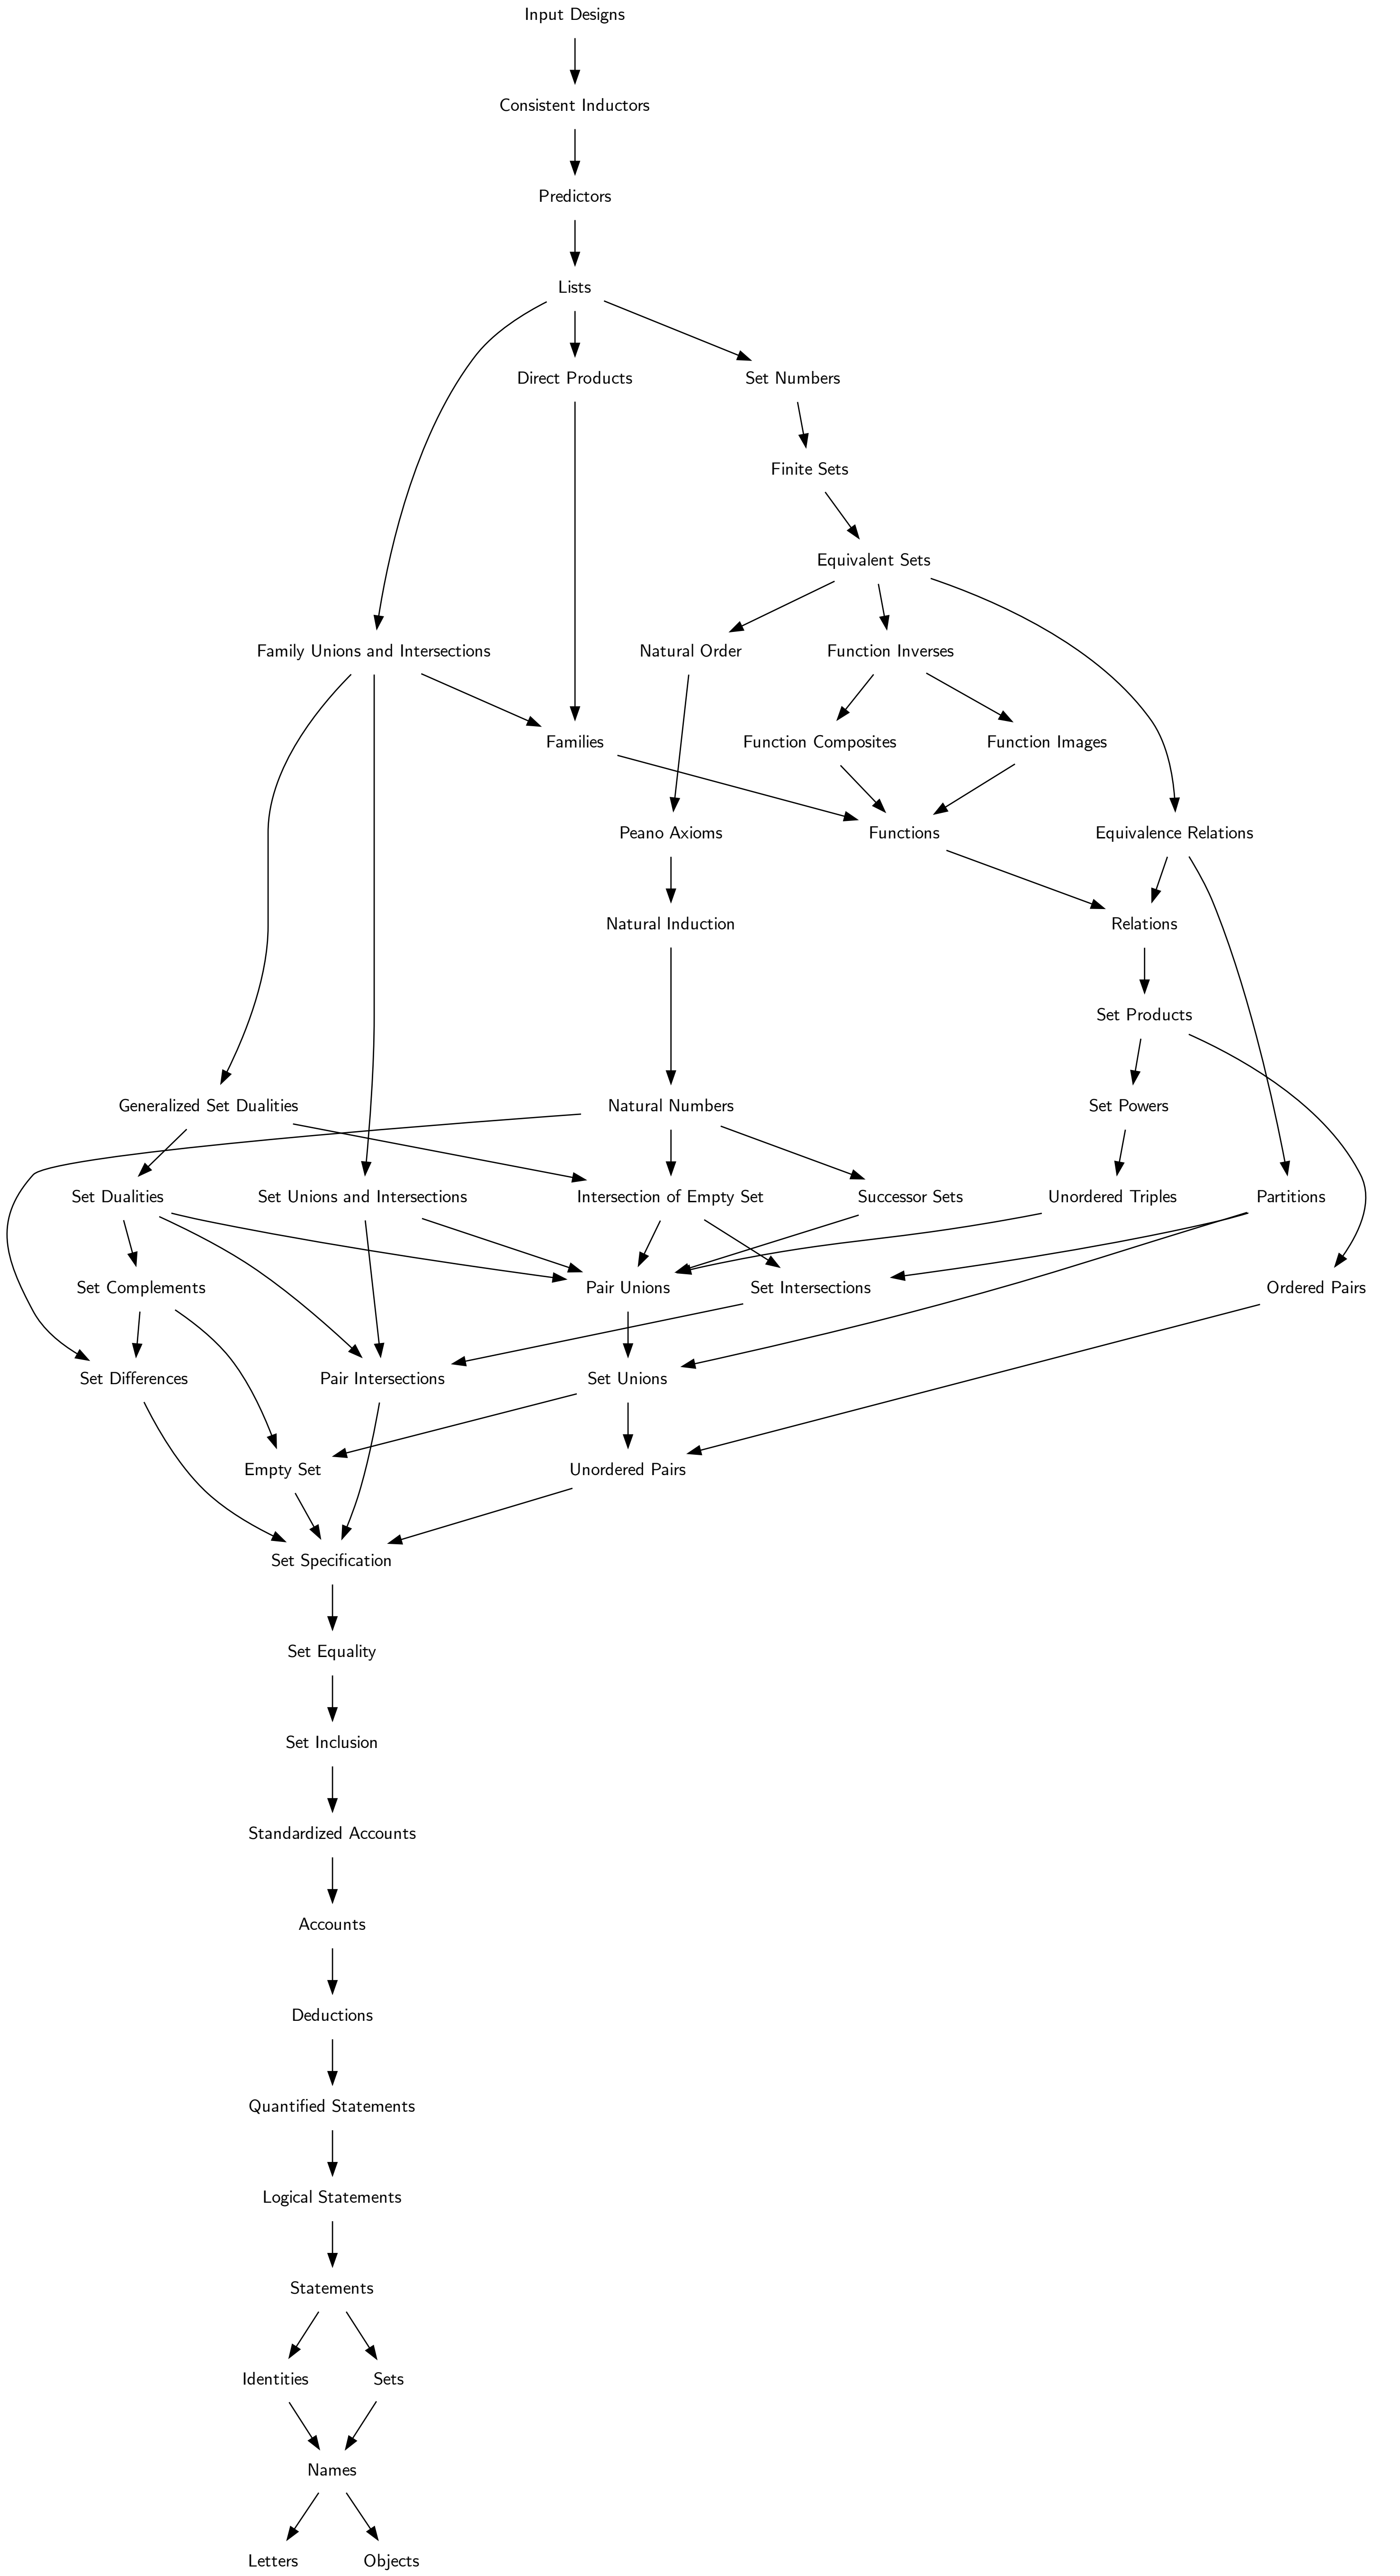 Input Designs
Consistent Inductors
Predictors
Lists
Direct Products
Set Numbers
Finite Sets
Equivalent Sets
Family Unions and Intersections
Natural Order
Function Inverses
Families
Function Composites
Function Images
Peano Axioms
Functions
Equivalence Relations
Natural Induction
Relations
Set Products
Generalized Set Dualities
Natural Numbers
Set Powers
Set Dualities
Set Unions and Intersections
Intersection of Empty Set
Successor Sets
Unordered Triples
Partitions
Set Complements
Pair Unions
Set Intersections
Ordered Pairs
Set Differences
Pair Intersections
Set Unions
Empty Set
Unordered Pairs
Set Specification
Set Equality
Set Inclusion
Standardized Accounts
Accounts
Deductions
Quantified Statements
Logical Statements
Statements
Identities
Sets
Names
Letters
Objects